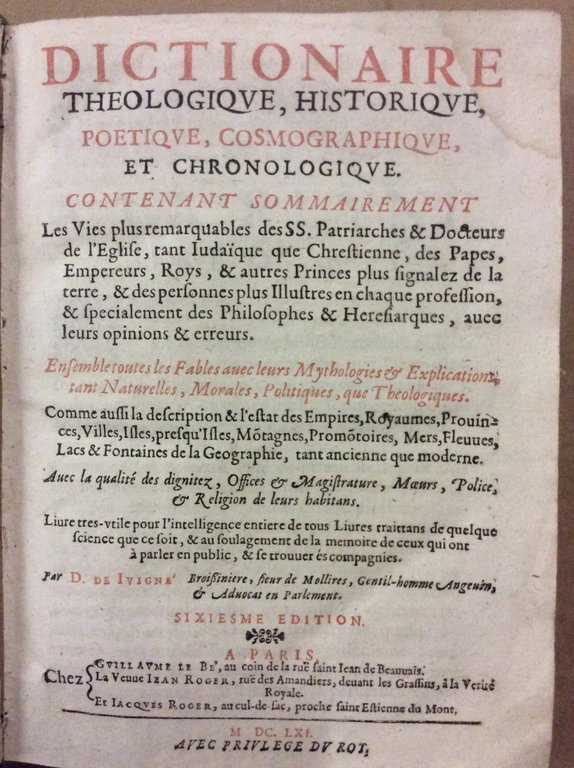 DICTIONAIRE
THEOLOGIQVE, HISTORIQVE,
POETIQVE, COSMOGRAPHIQVE,
ET CHRONOLOGIQVE.
CONTENANT SOMMAIREMENT
Les Vies plus remarquables des SS. Patriarches & Docteurs
de l'Egliſe, tant Iudaïque que Chreſtienne, des Papes,
Empereurs, Roys, & autres Princes plus ſignalez de la
terre, & des perſonnes plus Illuſtres en chaque profeſſion,
& ſpecialement des Philoſophes & Hereſiarques, auec
leurs opinions & erreurs.
Enſemble toutes les Fables auec leurs Mythologies & Explications,
tant Naturelles, Morales, Politiques, que Theologiques.
Comme auſſi la deſcription & l'eſtat des Empires, Royaumes, Prouin-
ces, Villes, Iſles, preſqu'Iſles, Mõtagnes, Promõtoires, Mers, Fleuues,
Lacs & Fontaines de la Geographie, tant ancienne que moderne.
Auec la qualité des dignitez, Offices & Magiſtrature, Mœurs, Police,
& Religion de leurs habitans.
Liure tres-vtile pour l'intelligence entiere de tous Liures traittans de quelque
ſcience que ce ſoit, & au ſoulagement de la memoire de ceux qui ont
à parler en public, & ſe trouuer és compagnies.
Par D. DE IVIGNE' Broiſſiniere, ſieur de Mollires, Gentil-homme Angeuin,
& Aduocat en Parlement.
SIXIESME EDITION.
A PARIS,
Chez
GVILLAVME LE BE', au coin de la ruë ſaint Iean de Beauuais.
La Veuue IEAN ROGER, ruë des Amandiers, deuant les Graſſins, à la Verité
Royale.
Et IACQVES ROGER, au cul-de-ſac, proche ſaint Eſtienne du Mont.
M DC. LXI.
AVEC PRIVLEGE DV ROY,